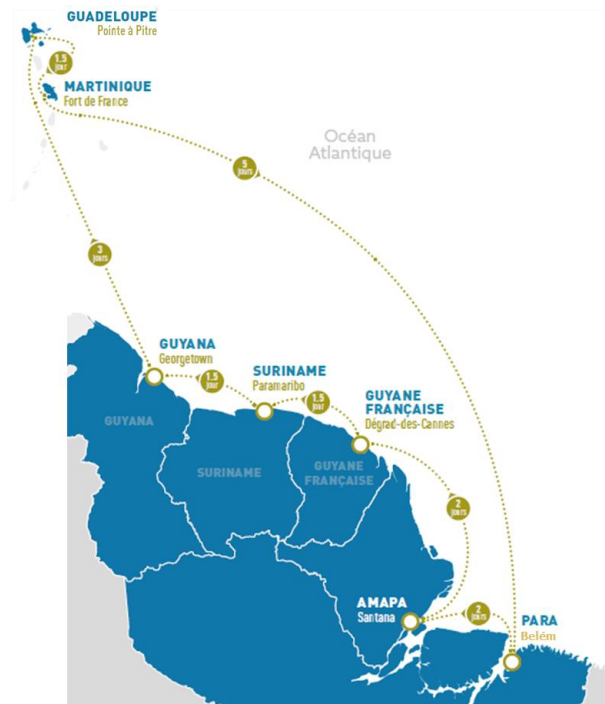 GUADELOUPE
Pointe à Pitre
1.5
jour
MARTINIQUE
Fort de France
Océan
Atlantique
5
jours
3
jours
GUYANA
Georgetown
1.5
jour
SURINAME
Paramaribo
1.5
jour
GUYANE
FRANÇAISE
Dégrad-des-Cannes
GUYANA
SURINAME
GUYANE
FRANÇAISE
2
jours
AMAPA
Santana
2
jours
PARA
Belém